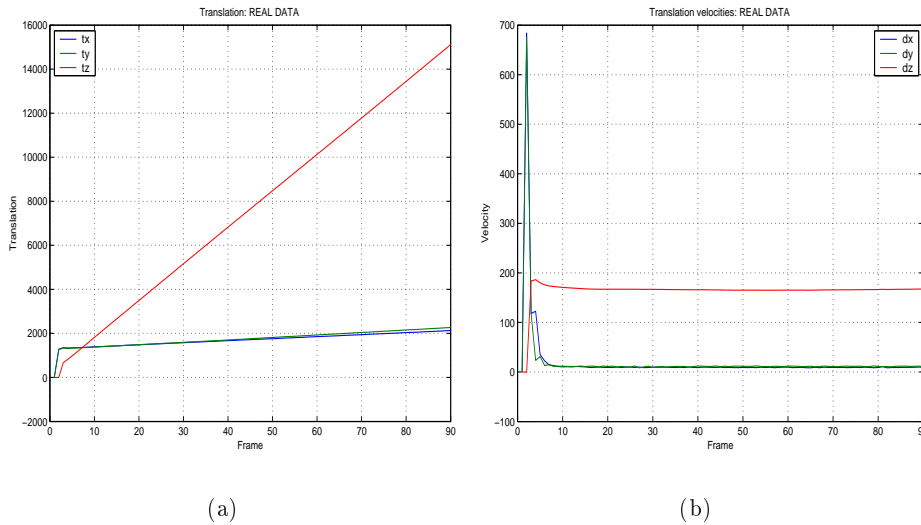 Translation: REAL DATA
16000
14000
12000
10000
8000
6000
4000
2000
0
−2000
Translation
tx
ty
tz
0 10 20 30 40 50 60 70 80 90
Frame
(a)
Translation velocities: REAL DATA
700
600
500
400
300
200
100
0
−100
Velocity
dx
dy
dz
0 10 20 30 40 50 60 70 80 90
Frame
(b)